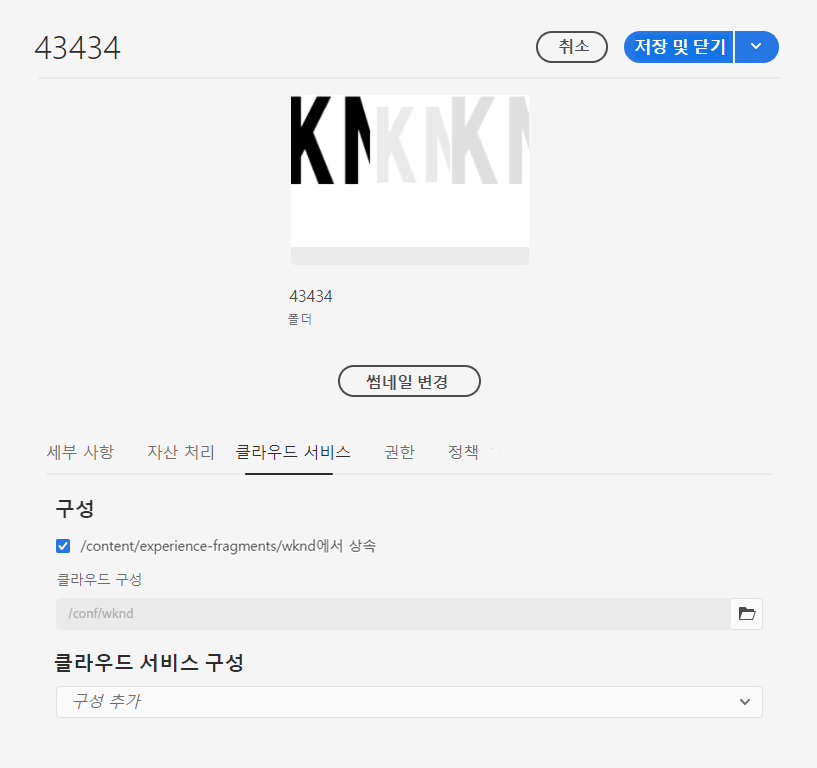 43434
취소
저장 및 닫기
KN KN KN
43434
폴더
썸네일 변경
세부 사항 자산 처리 클라우드 서비스 권한 정책
구성
/content/experience-fragments/wknd에서 상속
클라우드 구성
/conf/wknd
클라우드 서비스 구성
구성 추가